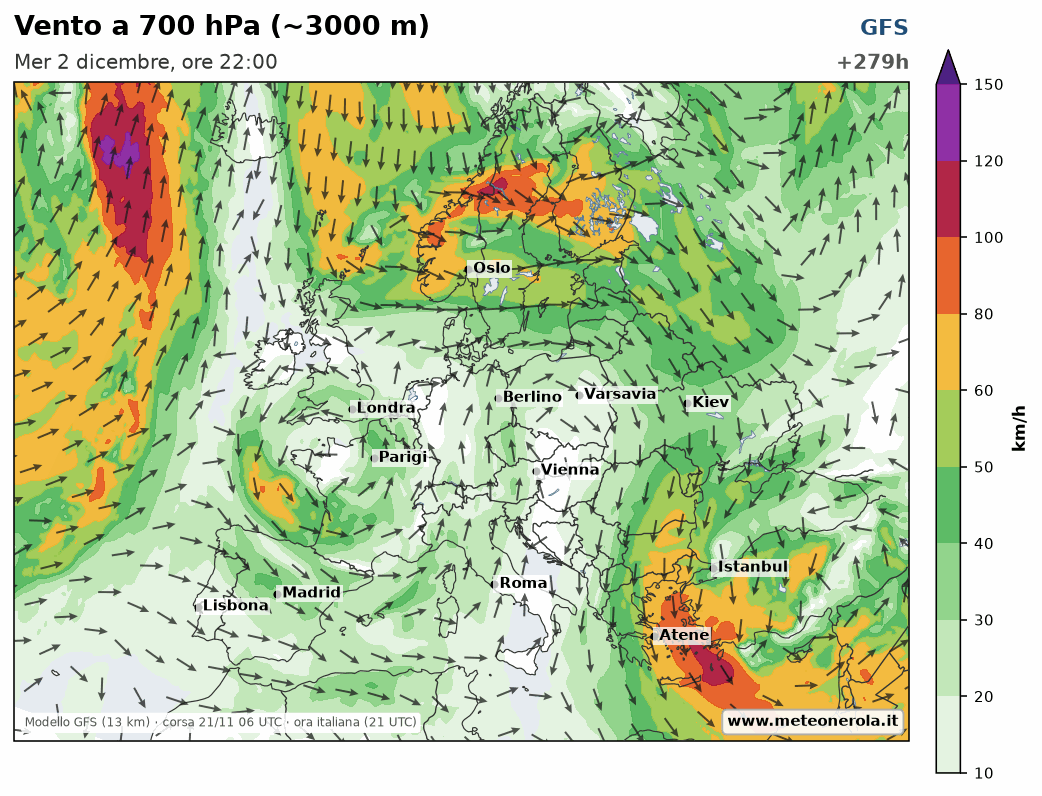 Vento a 700 hPa (~3000 m)
GFS
Mer 2 dicembre, ore 22:00
+279h
150
120
100
80
60
50
40
30
20
10
km/h
Oslo
Londra
Berlino
Varsavia
Kiev
Parigi
Vienna
Istanbul
Roma
Madrid
Lisbona
Atene
Modello GFS (13 km) · corsa 21/11 06 UTC · ora italiana (21 UTC)
www.meteonerola.it